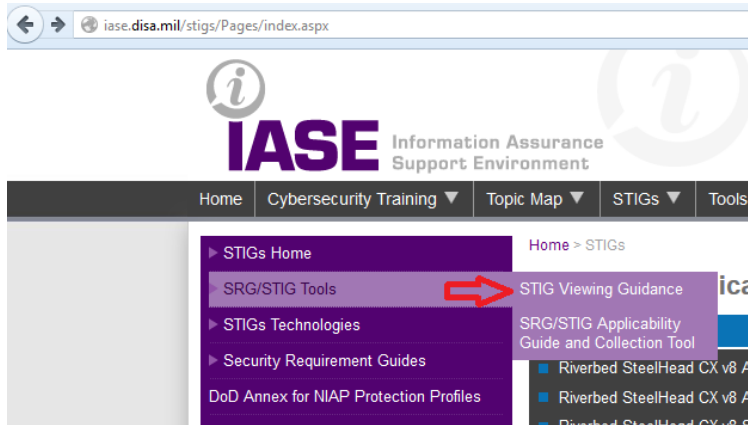 iase.disa.mil/stigs/Pages/index.aspx
i
IASE Information Assurance
Support Environment
Home Cybersecurity Training ▼ Topic Map ▼ STIGs ▼ Tools
STIGs Home
SRG/STIG Tools
STIGs Technologies
Security Requirement Guides
DoD Annex for NIAP Protection Profiles
Home > STIGs
STIG Viewing Guidance
SRG/STIG Applicability
Guide and Collection Tool
Riverbed SteelHead CX v8 A
Riverbed SteelHead CX v8 A